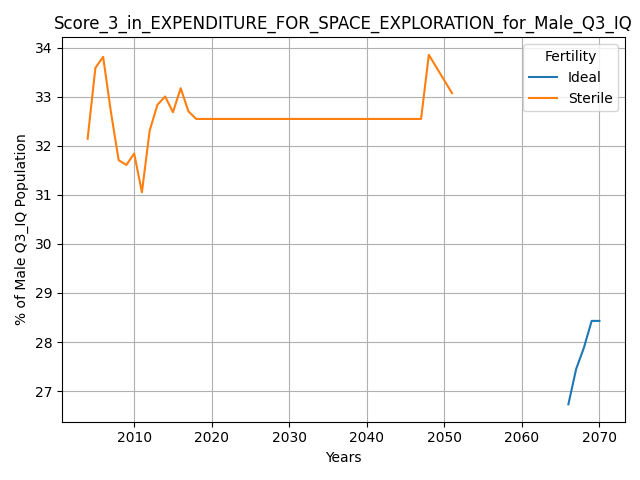 Score_3_in_EXPENDITURE_FOR_SPACE_EXPLORATION_for_Male_Q3_IQ
Fertility
Ideal
Sterile
% of Male Q3_IQ Population
34
33
32
31
30
29
28
27
2010 2020 2030 2040 2050 2060 2070
Years